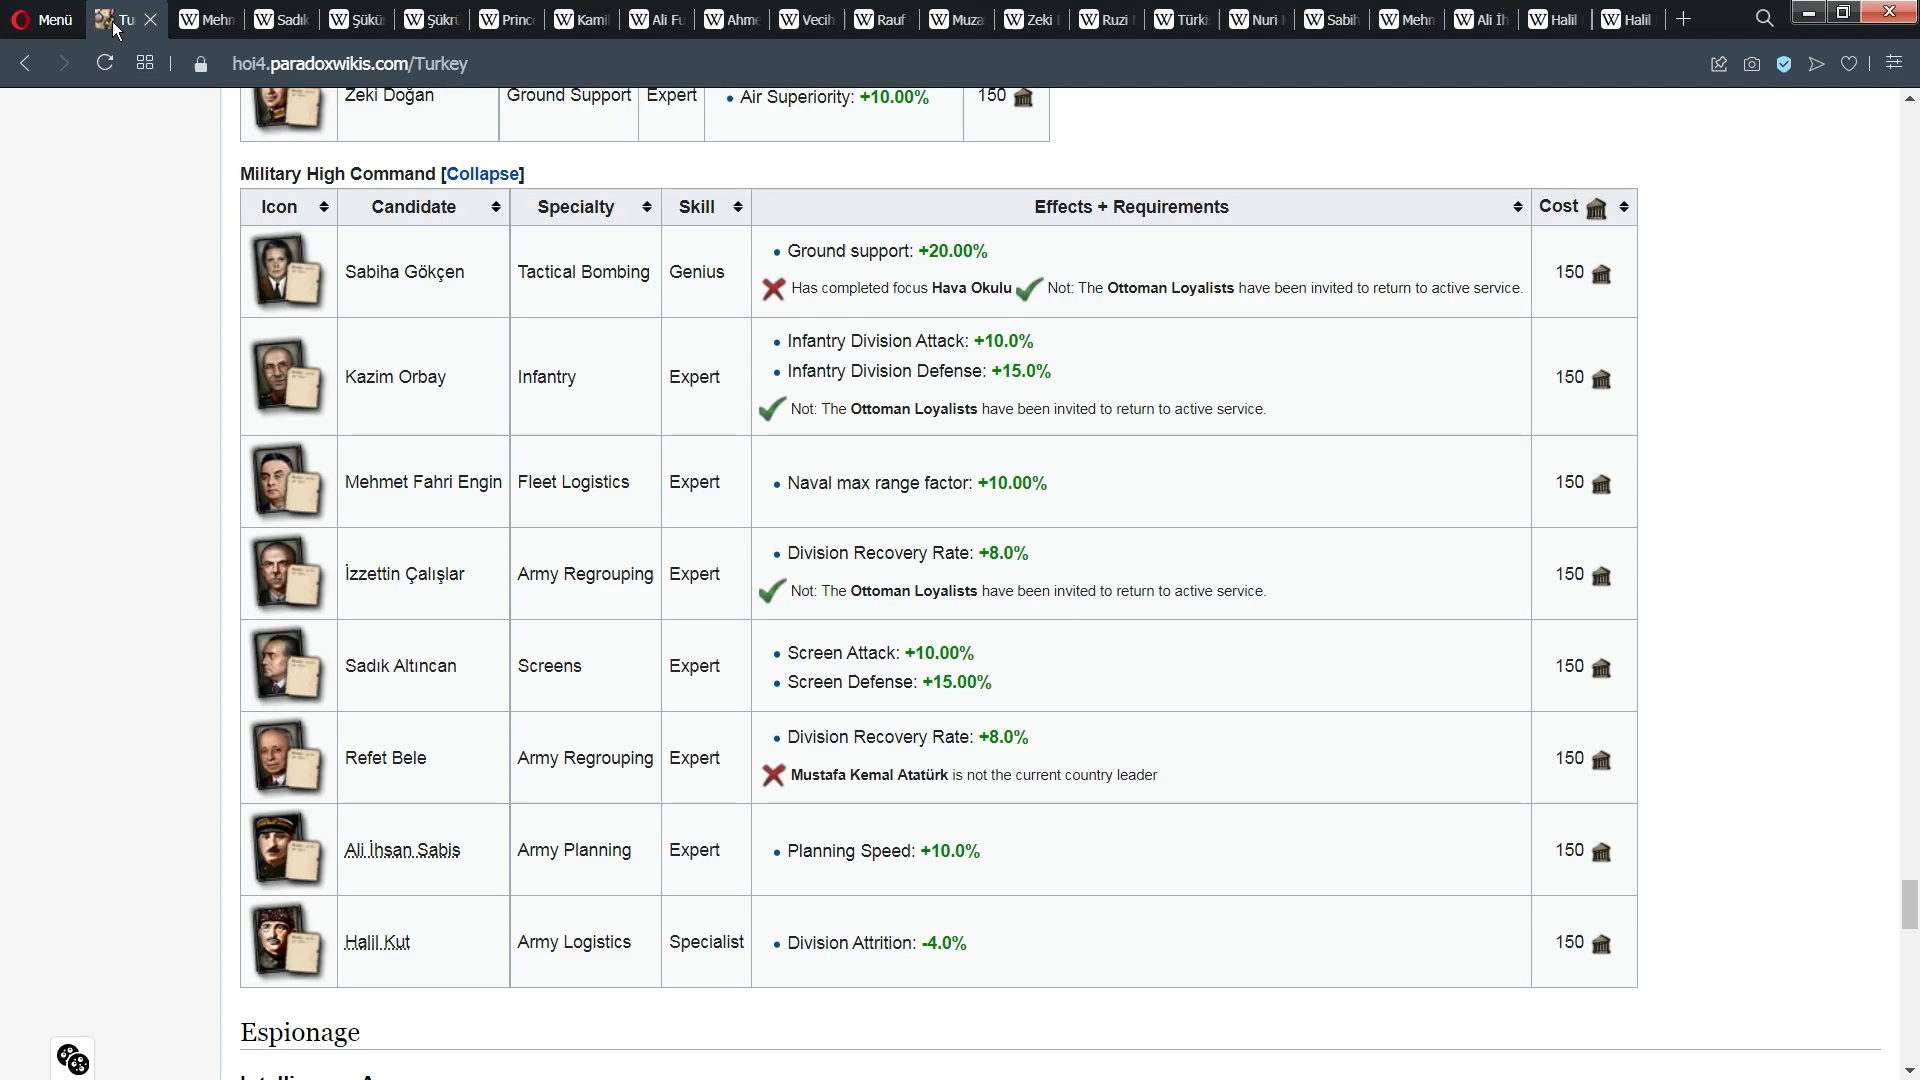 Menü
Tu
Mehn
Sadık
Şükü
Şükrü
Princ
Kami
Ali Fu
Ahme
Vecih
Rauf
Muza
Zeki
Ruzi
Türki
Nuri
Sabih
Mehn
Ali İh
Halil
Halil
hoi4.paradoxwikis.com/Turkey
Zeki Doğan Ground Support Expert • Air Superiority: +10.00% 150
Military High Command [Collapse]
Icon Candidate Specialty Skill Effects + Requirements Cost
Sabiha Gökçen Tactical Bombing Genius
• Ground support: +20.00%
Has completed focus Hava Okulu Not: The Ottoman Loyalists have been invited to return to active service.
150
Kazim Orbay Infantry Expert
• Infantry Division Attack: +10.0%
• Infantry Division Defense: +15.0%
Not: The Ottoman Loyalists have been invited to return to active service.
150
Mehmet Fahri Engin Fleet Logistics Expert
• Naval max range factor: +10.00%
150
İzzettin Çalışlar Army Regrouping Expert
• Division Recovery Rate: +8.0%
Not: The Ottoman Loyalists have been invited to return to active service.
150
Sadık Altıncan Screens Expert
• Screen Attack: +10.00%
• Screen Defense: +15.00%
150
Refet Bele Army Regrouping Expert
• Division Recovery Rate: +8.0%
Mustafa Kemal Atatürk is not the current country leader
150
Ali İhsan Sabis Army Planning Expert
• Planning Speed: +10.0%
150
Halil Kut Army Logistics Specialist
• Division Attrition: -4.0%
150
Espionage